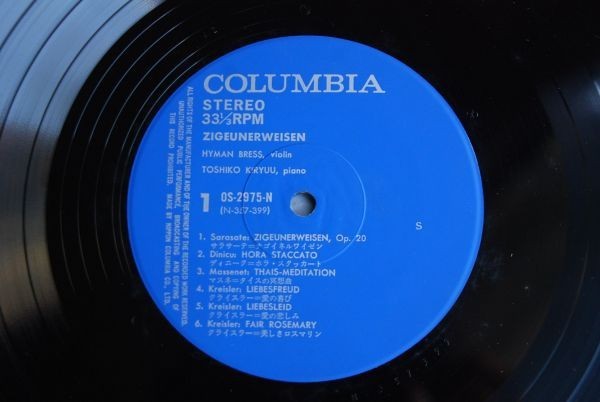 COLUMBIA
STEREO
33⅓RPM
ZIGEUNERWEISEN
HYMAN BRESS, violin
TOSHIKO KIRYUU, piano
1 OS-2975-N
(N-357-399)
S
1. Sarasate: ZIGEUNERWEISEN, Op. 20
サラサーテ=ツィゴイネルワイゼン
2. Dinicu: HORA STACCATO
ディニーク=ホラ・スタッカート
3. Massenet: THAIS-MEDITATION
マスネ=タイスの冥想曲
4. Kreisler: LIEBESFREUD
クライスラー=愛の喜び
5. Kreisler: LIEBESLEID
クライスラー=愛の悲しみ
6. Kreisler: FAIR ROSEMARY
クライスラー=美しきロスマリン
ALL RIGHTS OF THE MANUFACTURER AND OF THE OWNER OF THE RECORDED WORK RESERVED.
UNAUTHORIZED PUBLIC PERFORMANCE, BROADCASTING AND COPYING OF
THIS RECORD PROHIBITED. MADE BY NIPPON COLUMBIA CO., LTD.